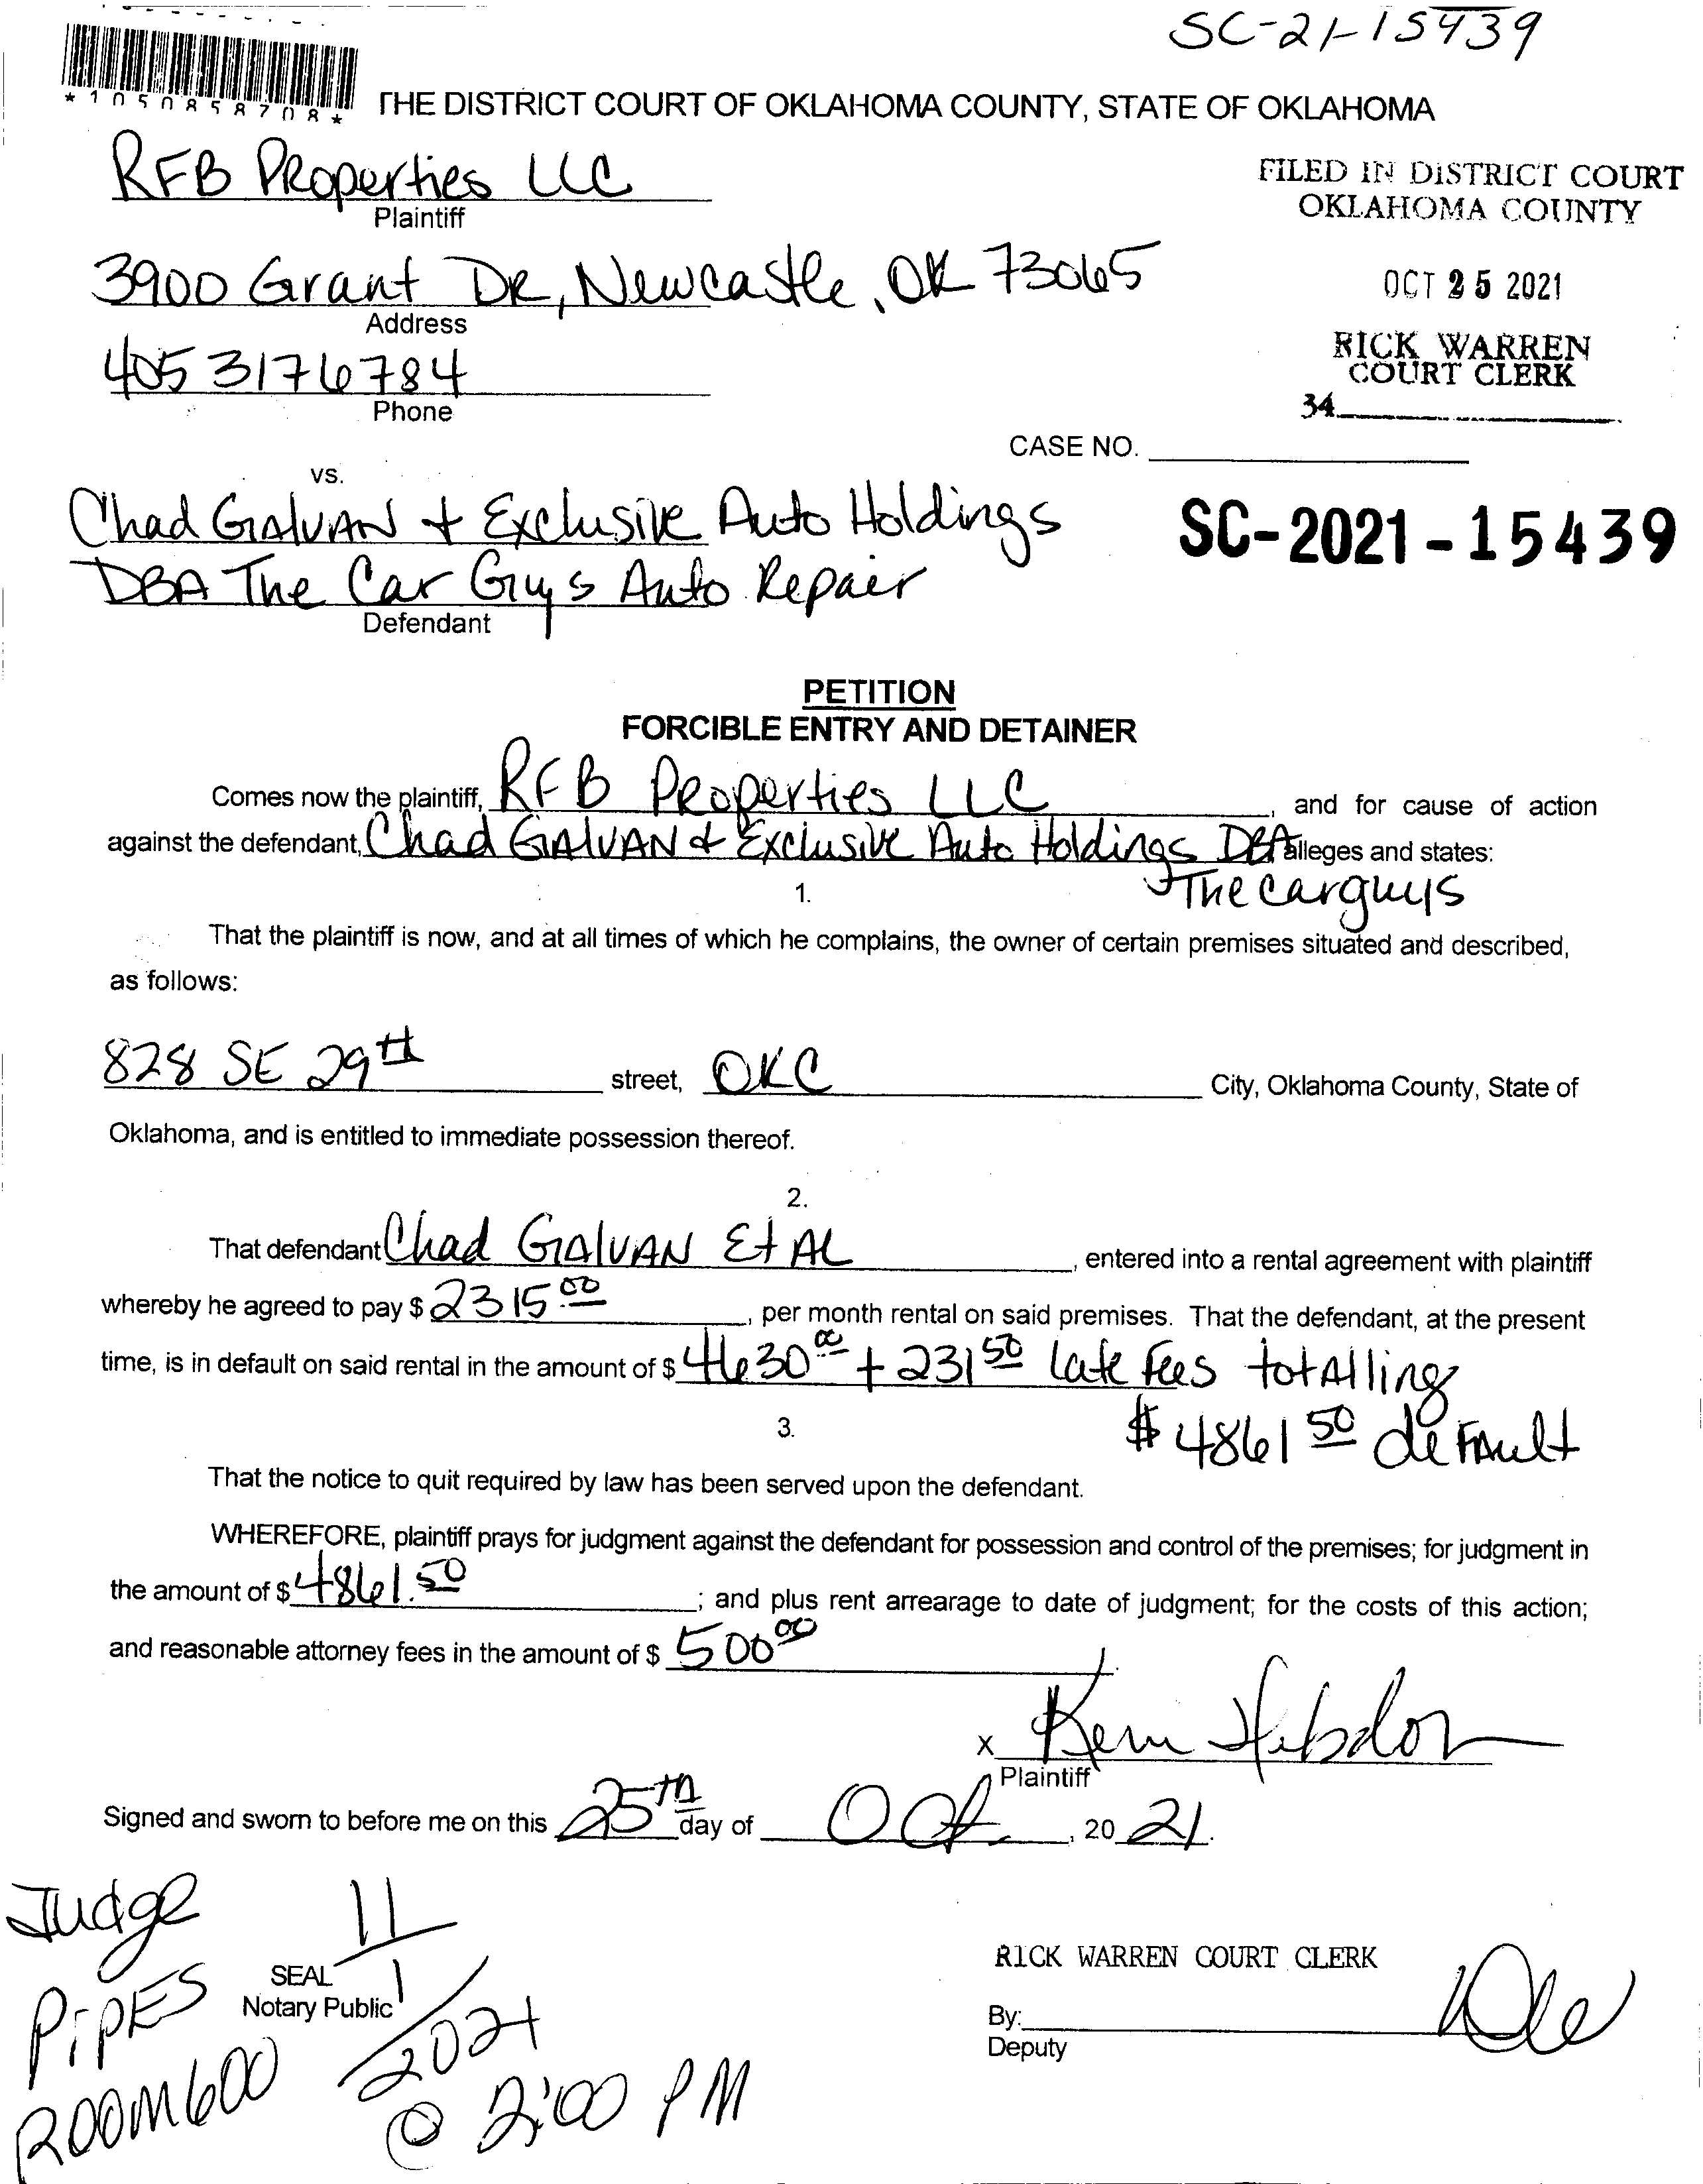 SC-21-15439
*1050858708*
THE DISTRICT COURT OF OKLAHOMA COUNTY, STATE OF OKLAHOMA
RFB Properties LLC
Plaintiff
FILED IN DISTRICT COURT
OKLAHOMA COUNTY
3900 Grant DR, Newcastle, OK 73065
Address
OCT 25 2021
405 3176784
Phone
RICK WARREN
COURT CLERK
34
CASE NO.
vs.
Chad GAlVAN + Exclusive Auto Holdings
DBA The Car Guys Auto Repair
Defendant
SC-2021-15439
PETITION
FORCIBLE ENTRY AND DETAINER
Comes now the plaintiff, RFB Properties LLC, and for cause of action
against the defendant, Chad GAlVAN & Exclusive Auto Holdings DBA alleges and states:
The carguys
1.
That the plaintiff is now, and at all times of which he complains, the owner of certain premises situated and described,
as follows:
828 SE 29th street, OKC City, Oklahoma County, State of
Oklahoma, and is entitled to immediate possession thereof.
2.
That defendant Chad GAlVAN Et AL, entered into a rental agreement with plaintiff
whereby he agreed to pay $ 2315 00, per month rental on said premises. That the defendant, at the present
time, is in default on said rental in the amount of $ 4630 00 + 231 50 late fees totAlling
$ 4861 50 default
3.
That the notice to quit required by law has been served upon the defendant.
WHEREFORE, plaintiff prays for judgment against the defendant for possession and control of the premises; for judgment in
the amount of $ 4861.50; and plus rent arrearage to date of judgment; for the costs of this action;
and reasonable attorney fees in the amount of $ 500 00.
x
Plaintiff
Signed and sworn to before me on this 25th day of Oct., 20 21.
Judge
PiPES
ROOM 600
11
1
2021
@ 2:00 PM
SEAL
Notary Public
RICK WARREN COURT CLERK
By:
Deputy